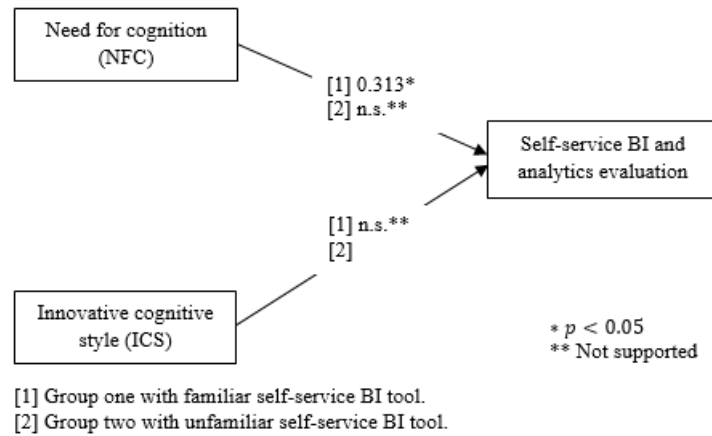 Need for cognition
(NFC)
[1] 0.313*
[2] n.s.**
Self-service BI and
analytics evaluation
[1] n.s.**
[2]
Innovative cognitive
style (ICS)
* p < 0.05
** Not supported
[1] Group one with familiar self-service BI tool.
[2] Group two with unfamiliar self-service BI tool.